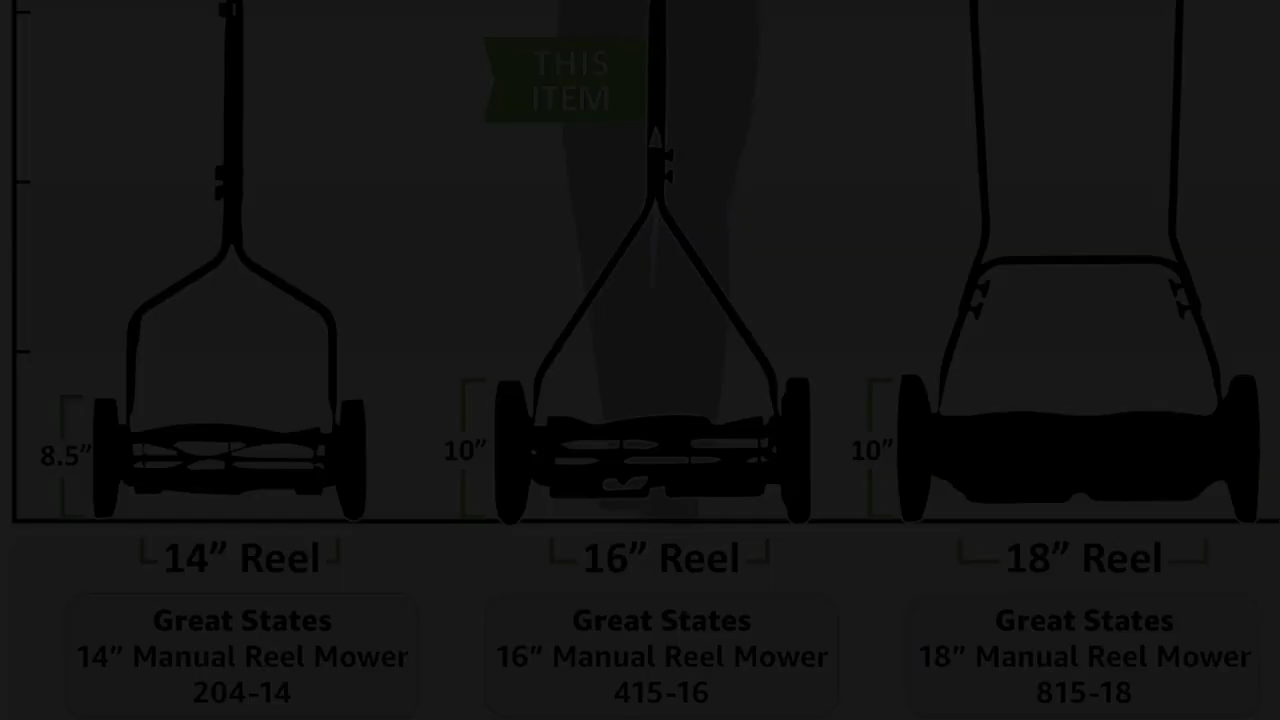 THIS
ITEM
8.5”
10”
10”
14” Reel
16” Reel
18” Reel
Great States
14” Manual Reel Mower
204-14
Great States
16” Manual Reel Mower
415-16
Great States
18” Manual Reel Mower
815-18